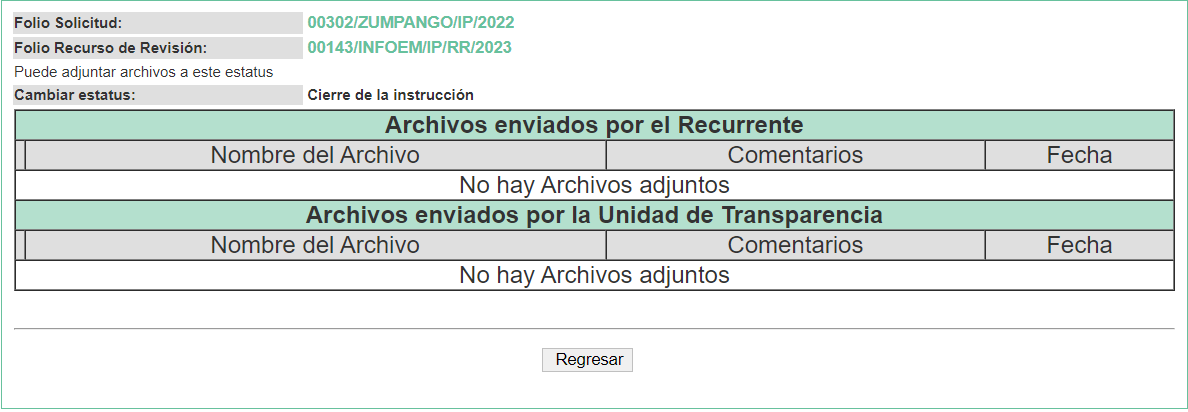 Folio Solicitud: 00302/ZUMPANGO/IP/2022
Folio Recurso de Revisión: 00143/INFOEM/IP/RR/2023
Puede adjuntar archivos a este estatus
Cambiar estatus: Cierre de la instrucción
Archivos enviados por el Recurrente
Nombre del Archivo Comentarios Fecha
No hay Archivos adjuntos
Archivos enviados por la Unidad de Transparencia
Nombre del Archivo Comentarios Fecha
No hay Archivos adjuntos
Regresar